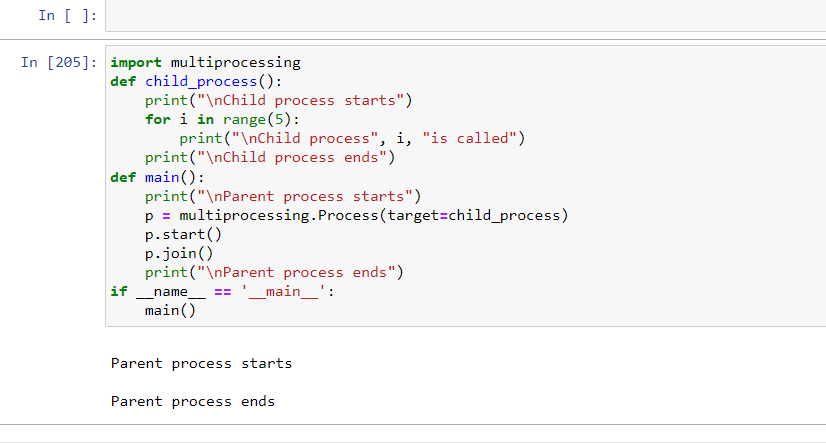 In [ ]:
In [205]: import multiprocessing
def child_process():
    print("\nChild process starts")
    for i in range(5):
        print("\nChild process", i, "is called")
    print("\nChild process ends")
def main():
    print("\nParent process starts")
    p = multiprocessing.Process(target=child_process)
    p.start()
    p.join()
    print("\nParent process ends")
if __name__ == '__main__':
    main()
Parent process starts
Parent process ends